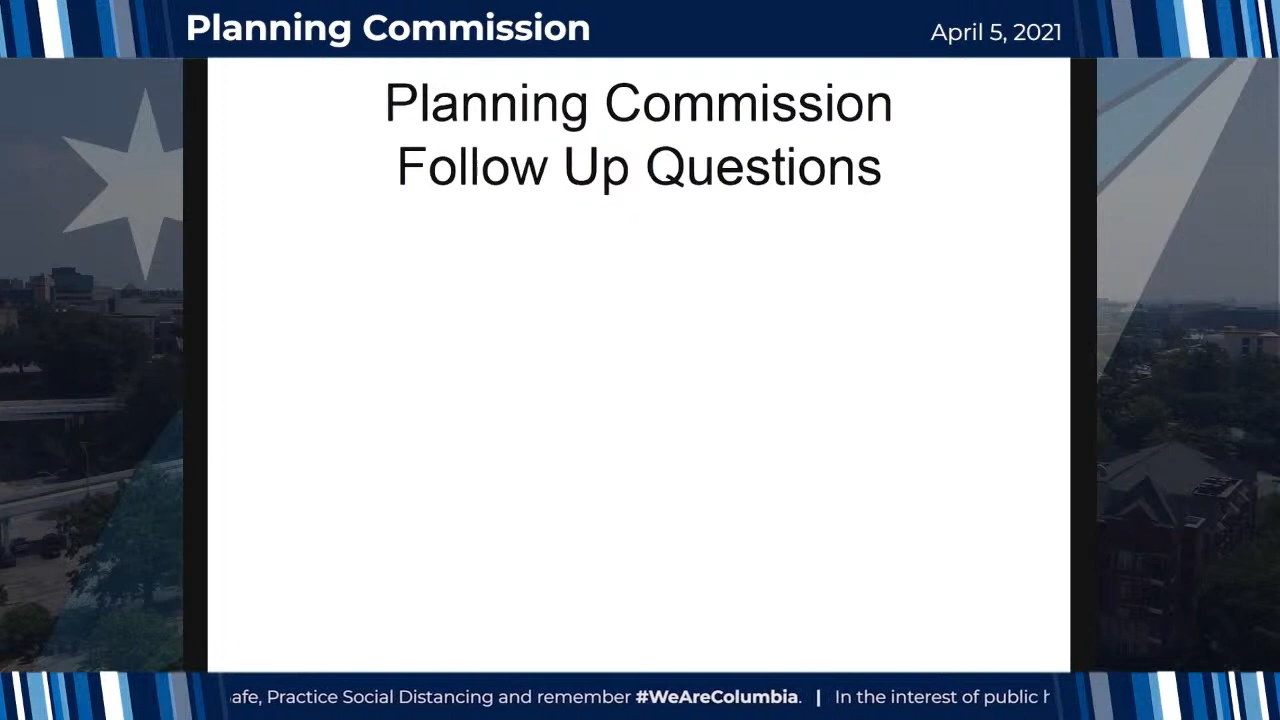 Planning Commission
April 5, 2021
Planning Commission
Follow Up Questions
afe, Practice Social Distancing and remember #WeAreColumbia. | In the interest of public